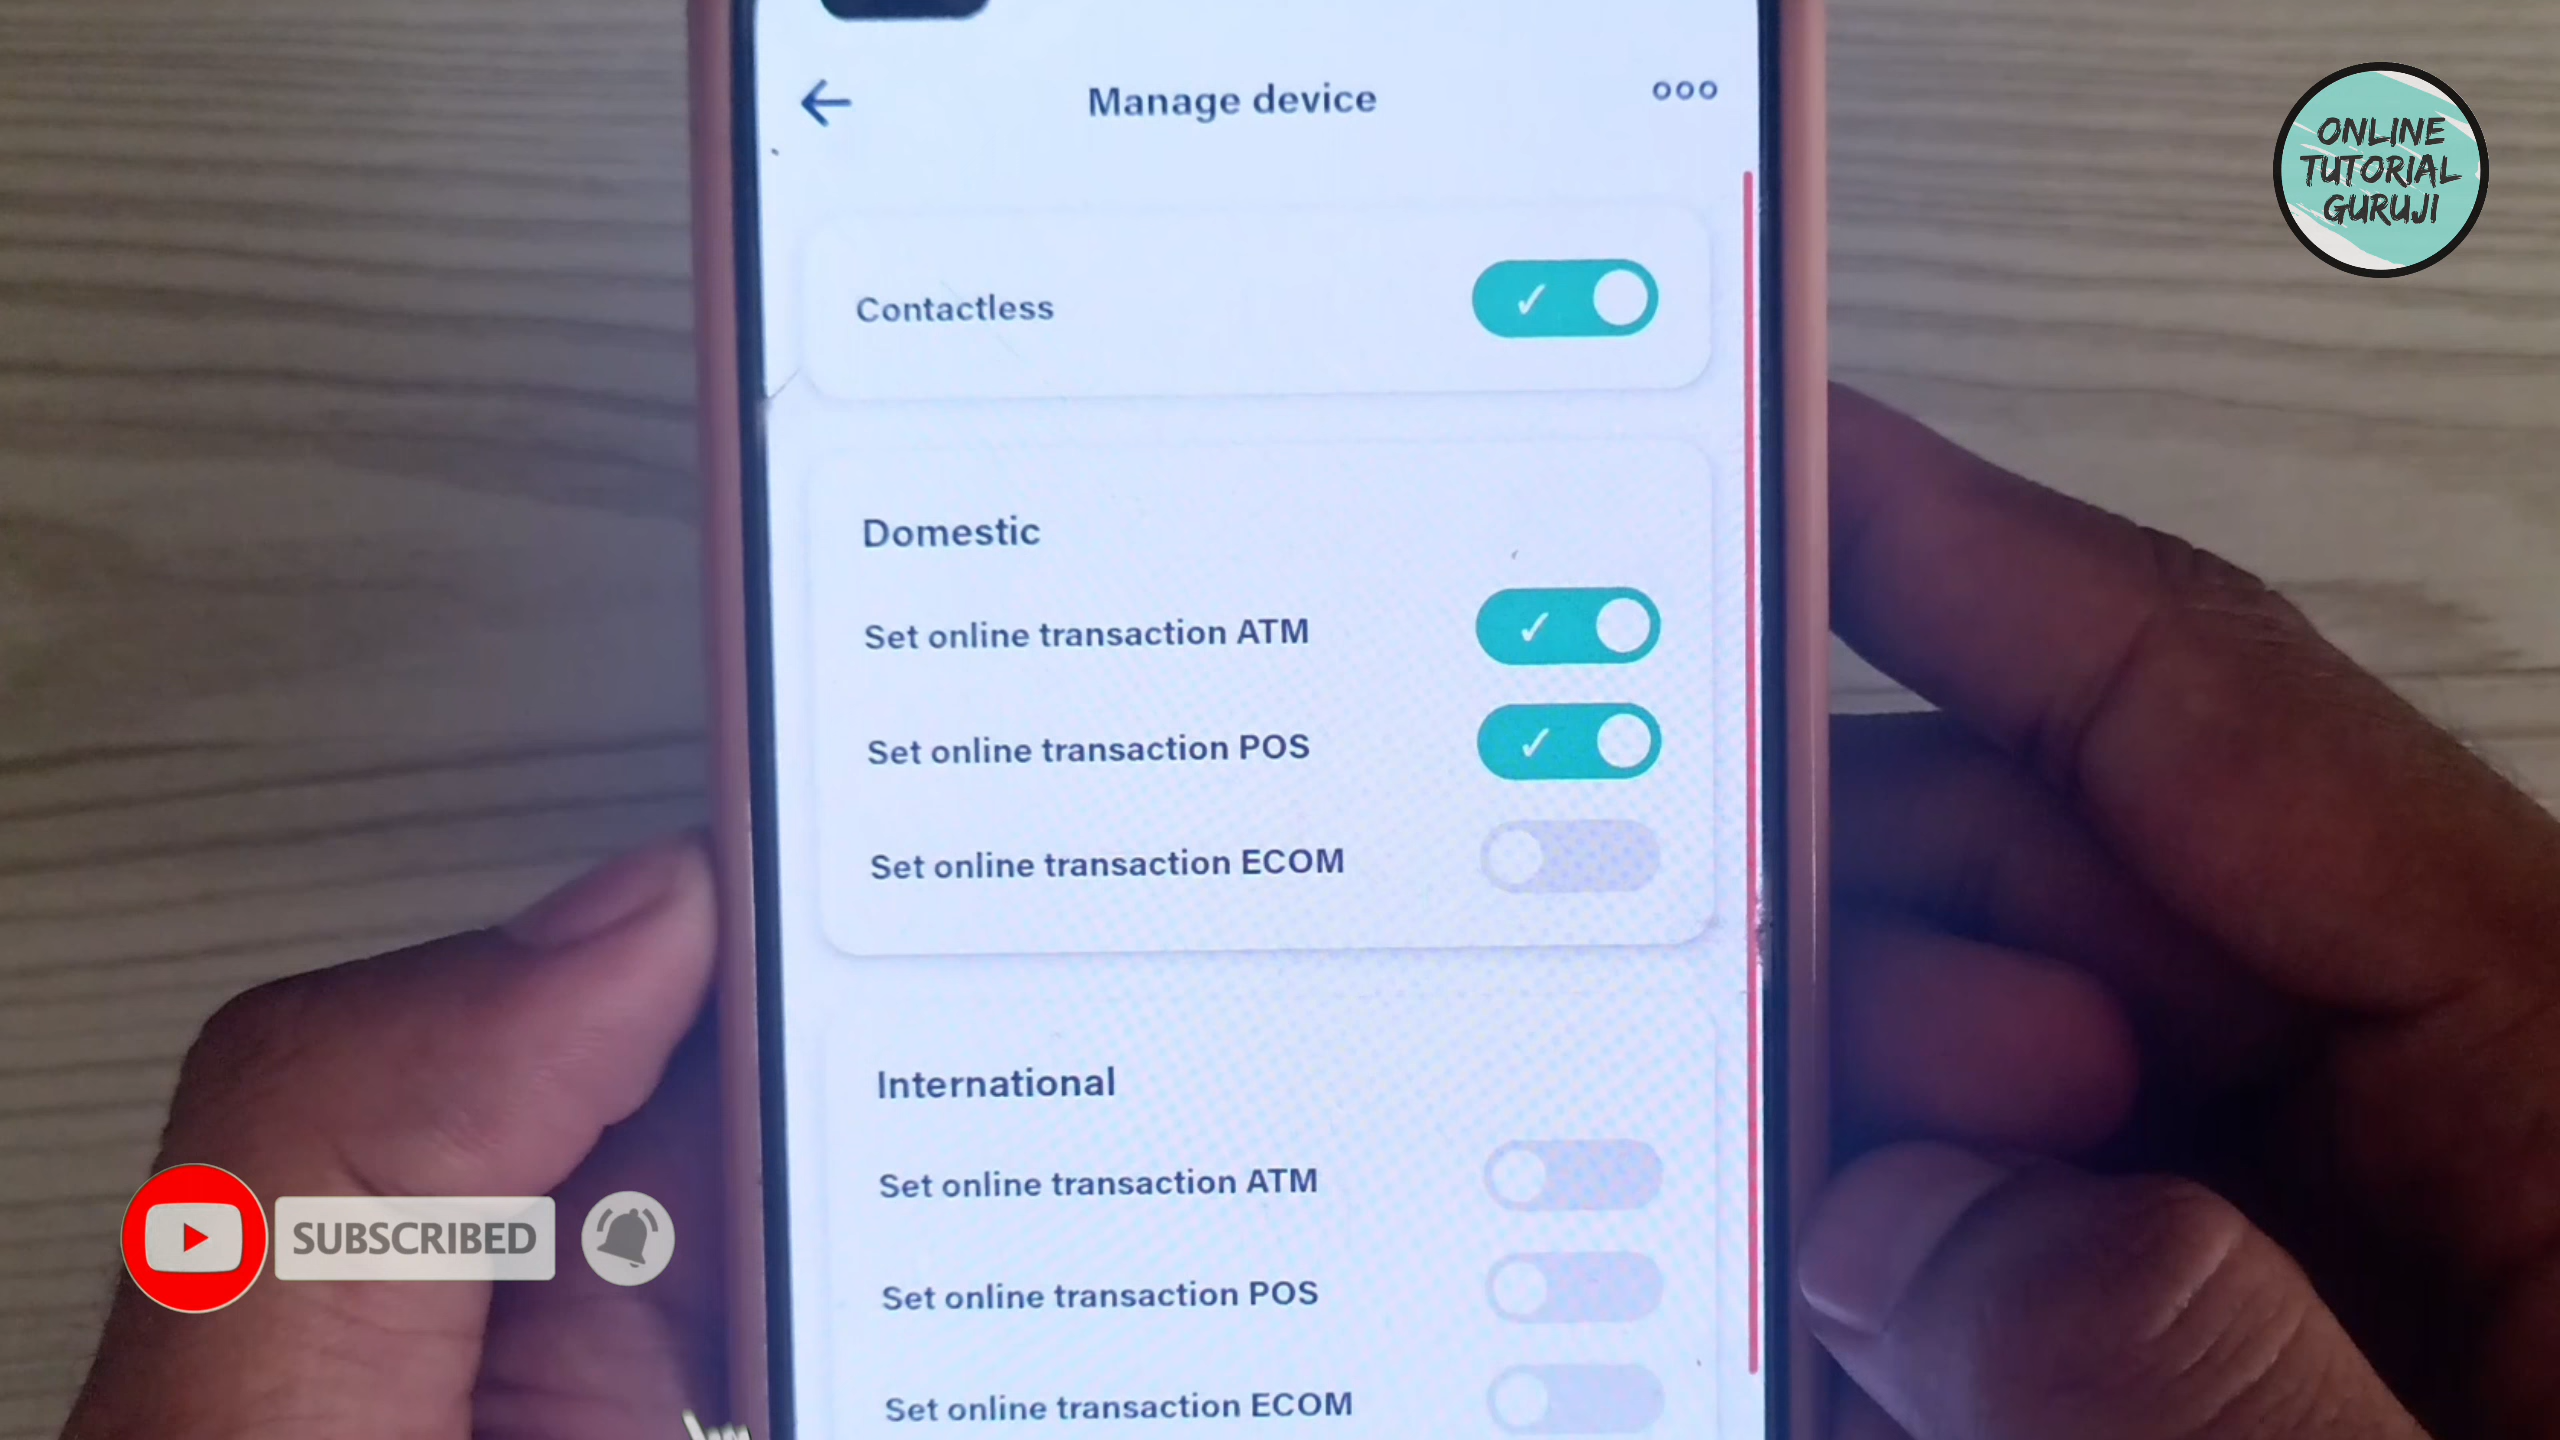 Manage device
ONLINE
TUTORIAL
GURUJI
Contactless
Domestic
Set online transaction ATM
Set online transaction POS
Set online transaction ECOM
International
Set online transaction ATM
Set online transaction POS
Set online transaction ECOM
SUBSCRIBED